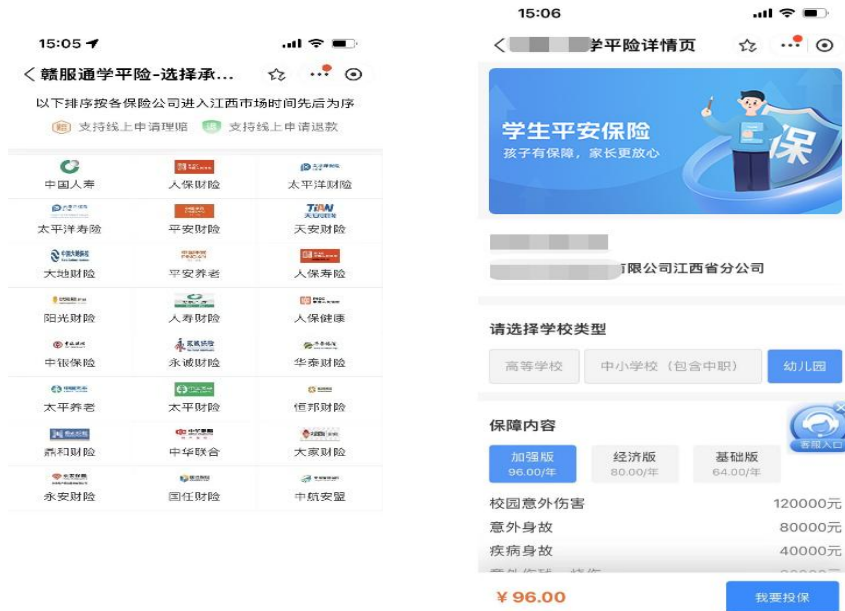 15:05
赣服通学平险-选择承...
以下排序按各保险公司进入江西市场时间先后为序
赔 支持线上申请理赔 退 支持线上申请退款
中国人寿 人保财险 太平洋财险
太平洋寿险 平安财险 天安财险
大地财险 平安养老 人保寿险
阳光财险 人寿财险 人保健康
中银保险 永诚财险 华泰财险
太平养老 太平财险 恒邦财险
鼎和财险 中华联合 大家财险
永安财险 国任财险 中航安盟
15:06
学平险详情页
学生平安保险
孩子有保障，家长更放心
保
有限公司江西省分公司
请选择学校类型
高等学校 中小学校（包含中职） 幼儿园
保障内容
客服入口
加强版 经济版 基础版
96.00/年 80.00/年 64.00/年
校园意外伤害 120000元
意外身故 80000元
疾病身故 40000元
¥ 96.00 我要投保